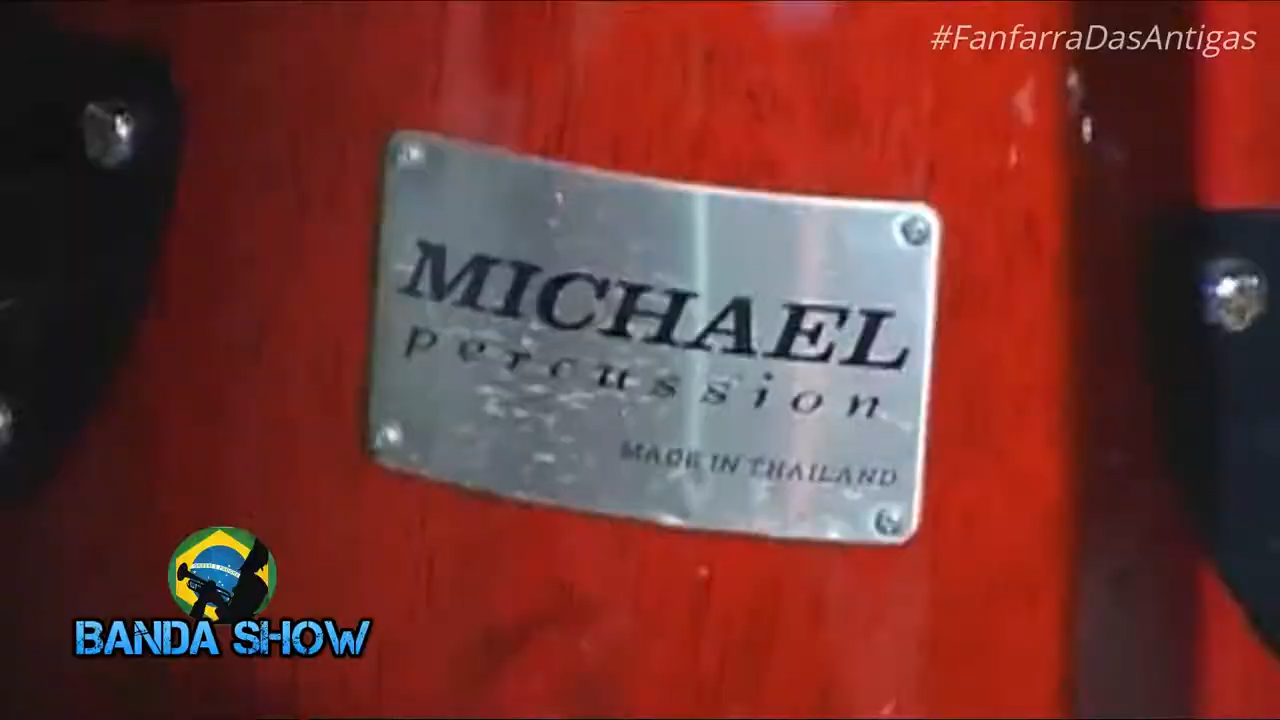 #FanfarraDasAntigas
MICHAEL
percussion
MADE IN THAILAND
BANDA SHOW